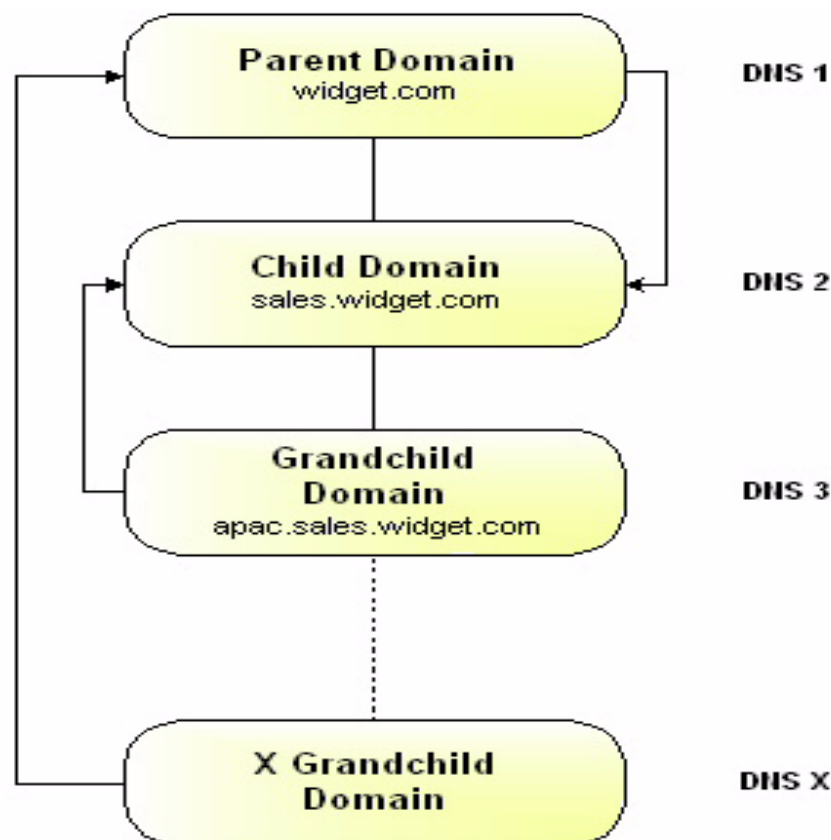 Parent Domain
widget.com
DNS 1
Child Domain
sales.widget.com
DNS 2
Grandchild
Domain
apac.sales.widget.com
DNS 3
X Grandchild
Domain
DNS X